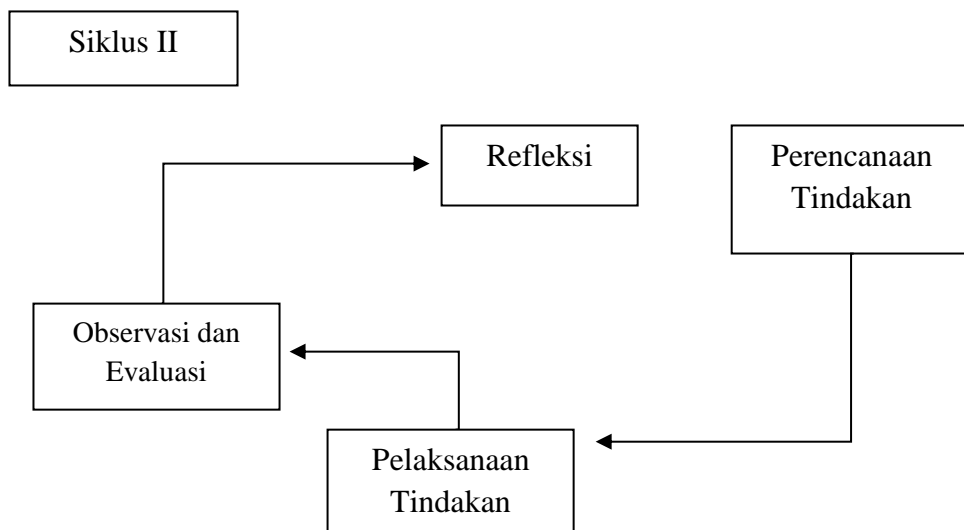 Siklus II
Refleksi
Perencanaan
Tindakan
Observasi dan
Evaluasi
Pelaksanaan
Tindakan